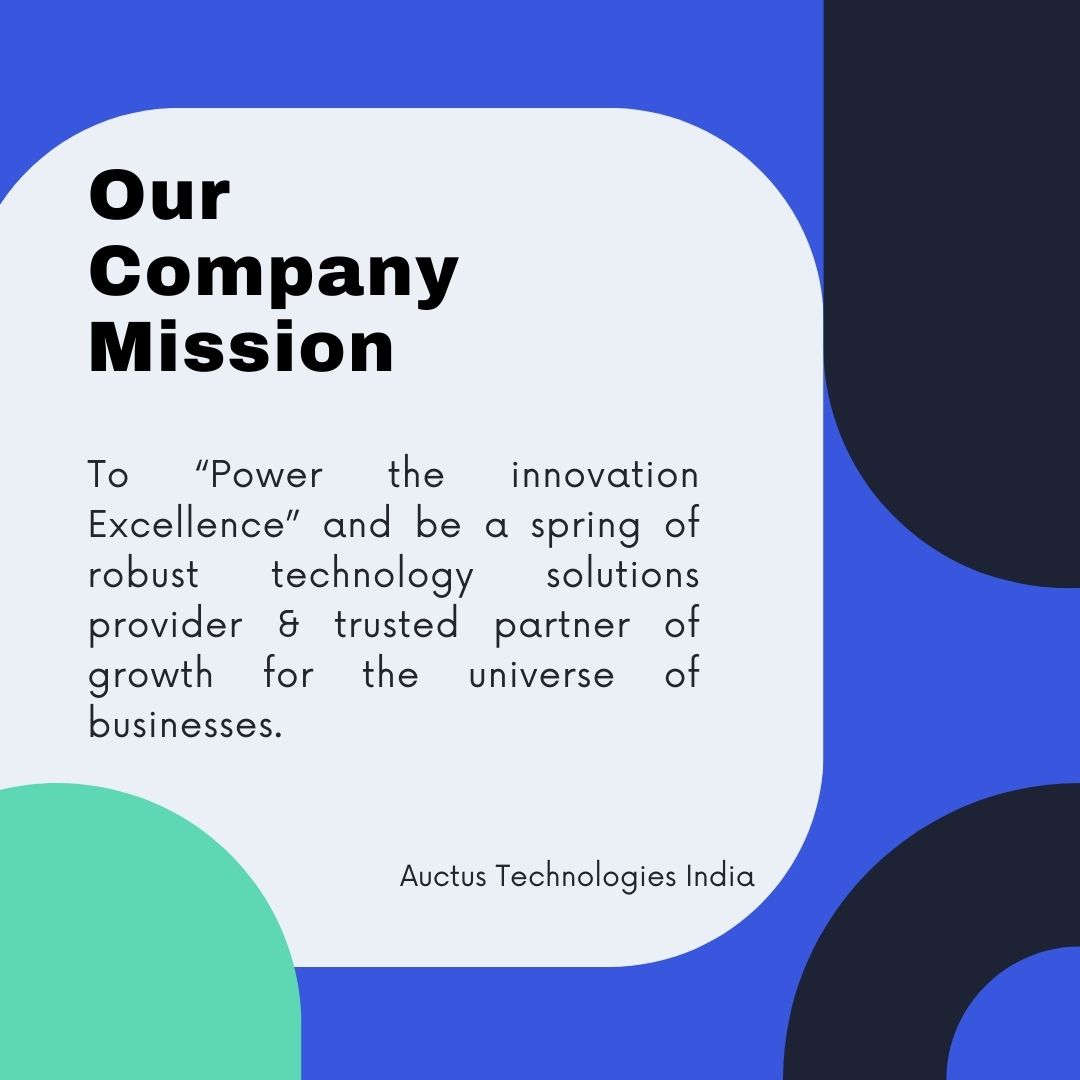 Our
Company
Mission
To “Power the innovation
Excellence” and be a spring of
robust technology solutions
provider & trusted partner of
growth for the universe of
businesses.
Auctus Technologies India